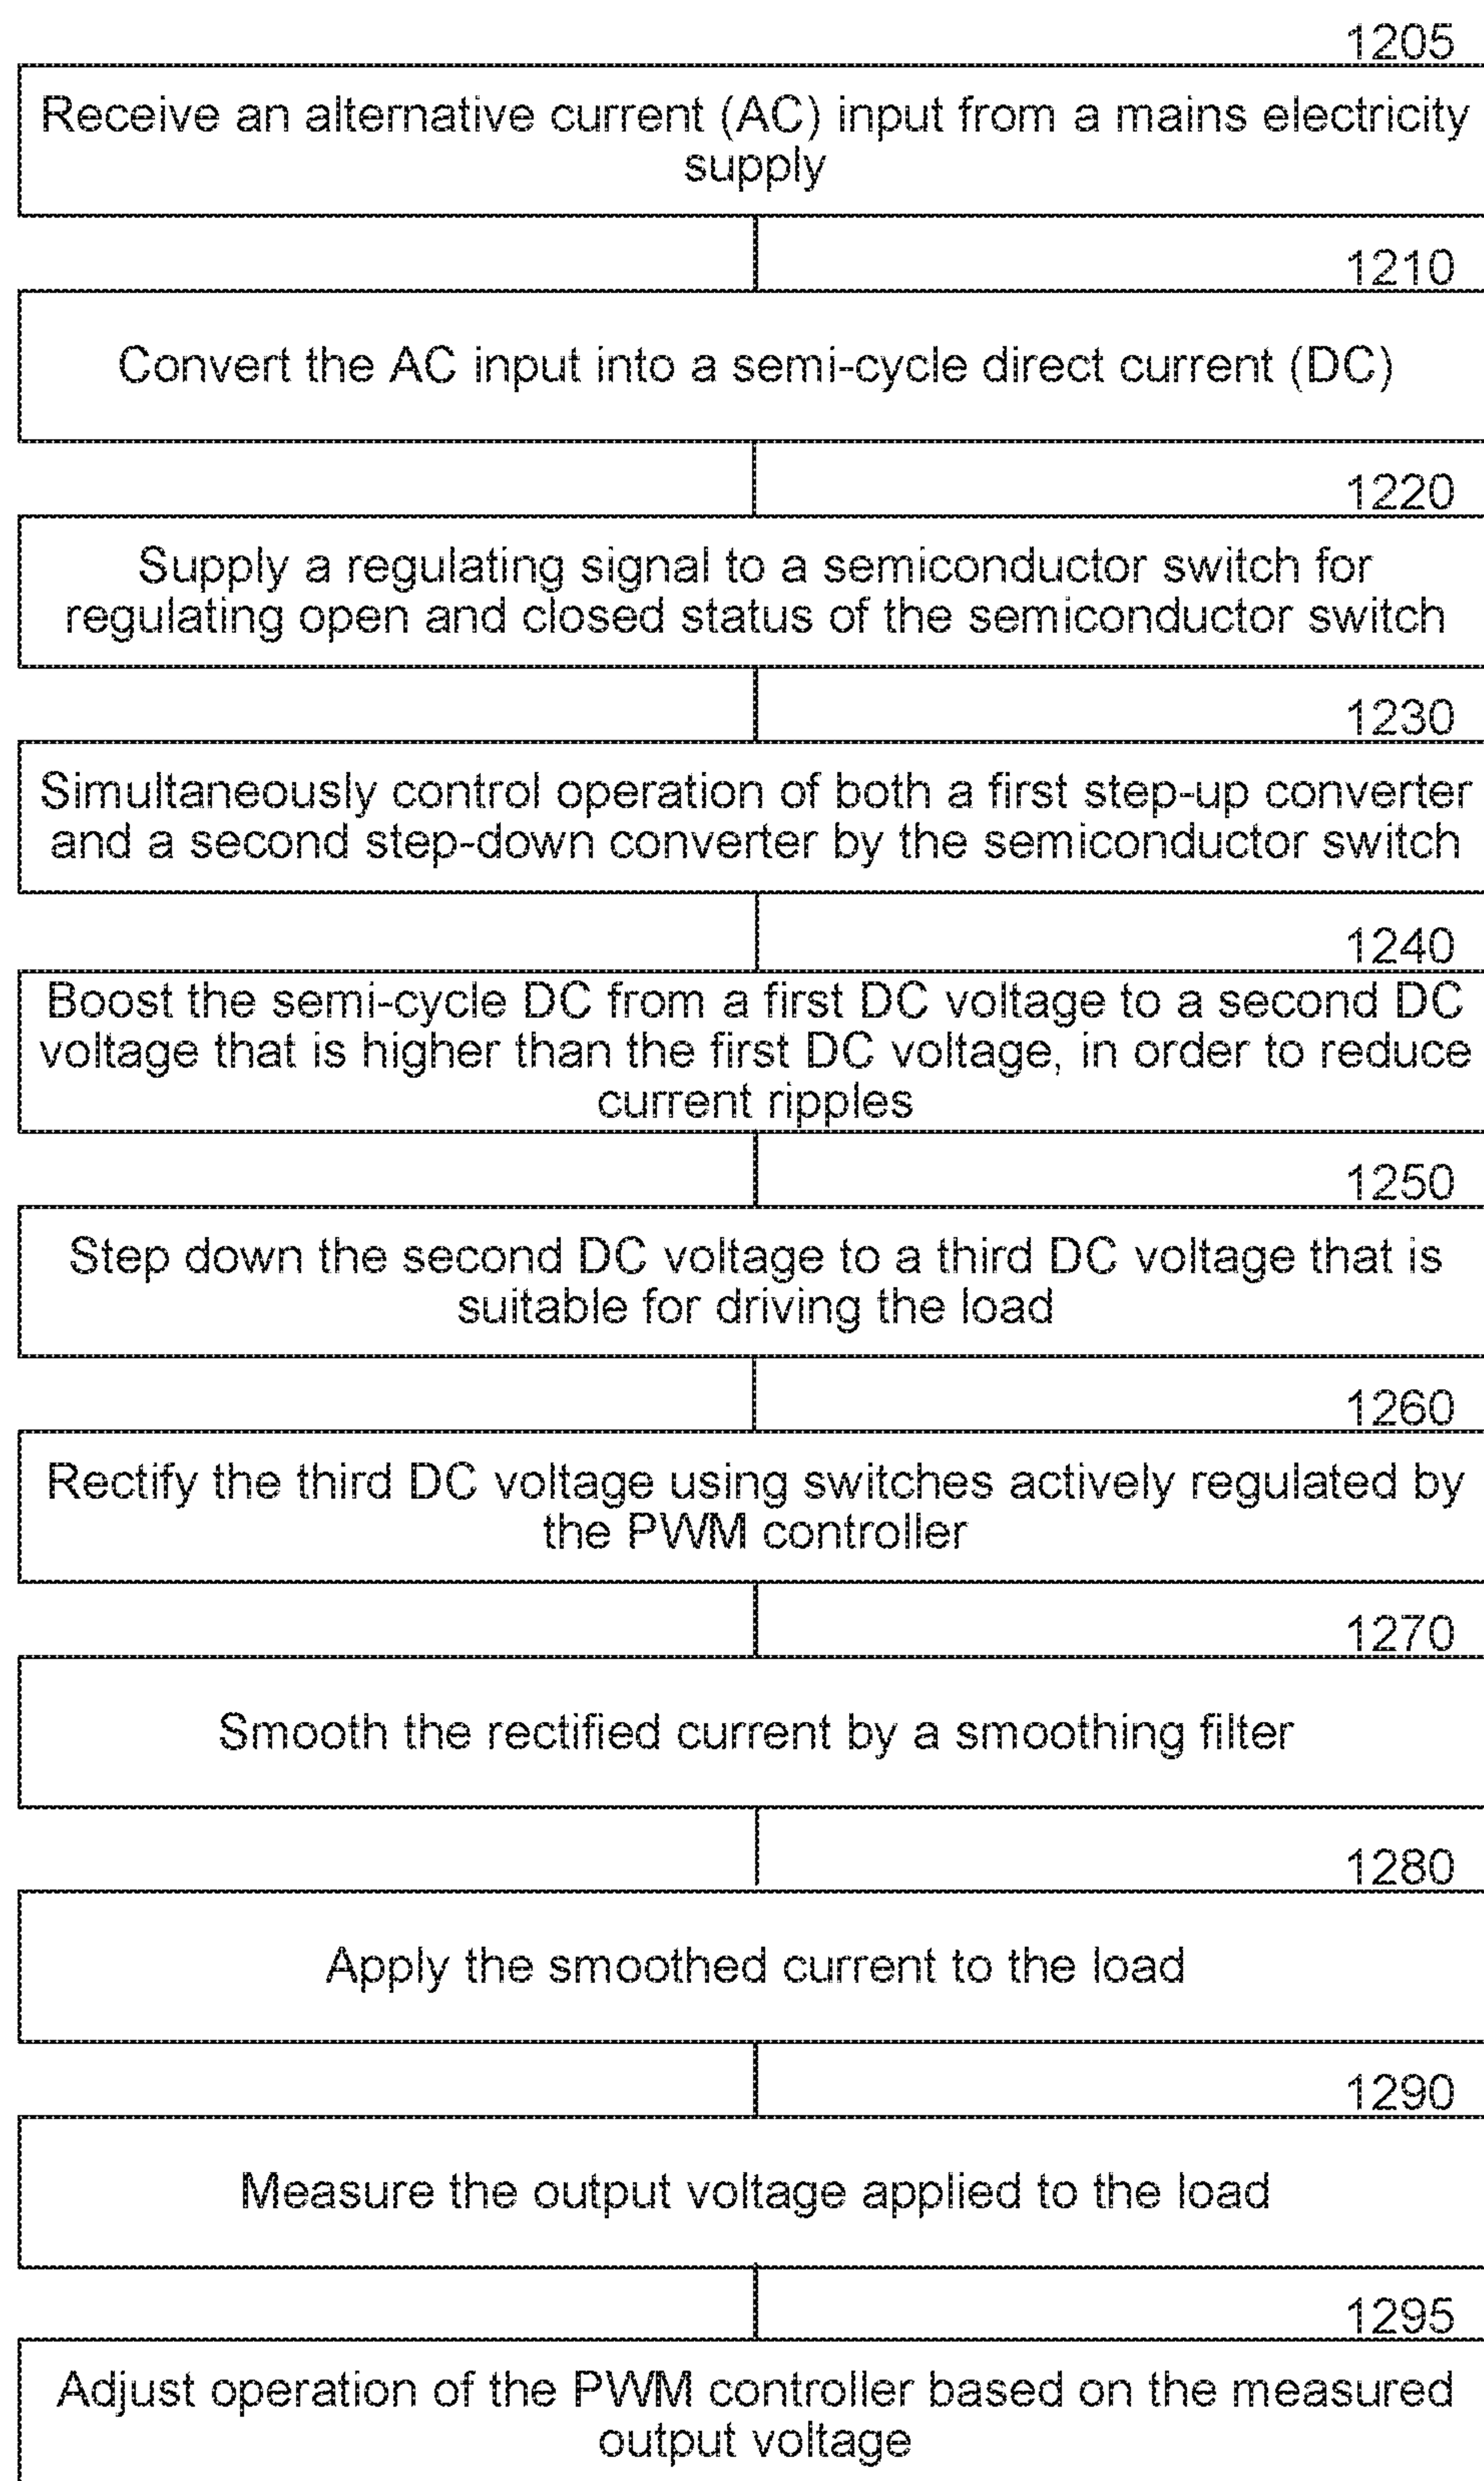 1205
Receive an alternative current (AC) input from a mains electricity
supply
1210
Convert the AC input into a semi-cycle direct current (DC)
1220
Supply a regulating signal to a semiconductor switch for
regulating open and closed status of the semiconductor switch
1230
Simultaneously control operation of both a first step-up converter
and a second step-down converter by the semiconductor switch
1240
Boost the semi-cycle DC from a first DC voltage to a second DC
voltage that is higher than the first DC voltage, in order to reduce
current ripples
1250
Step down the second DC voltage to a third DC voltage that is
suitable for driving the load
1260
Rectify the third DC voltage using switches actively regulated by
the PWM controller
1270
Smooth the rectified current by a smoothing filter
1280
Apply the smoothed current to the load
1290
Measure the output voltage applied to the load
1295
Adjust operation of the PWM controller based on the measured
output voltage